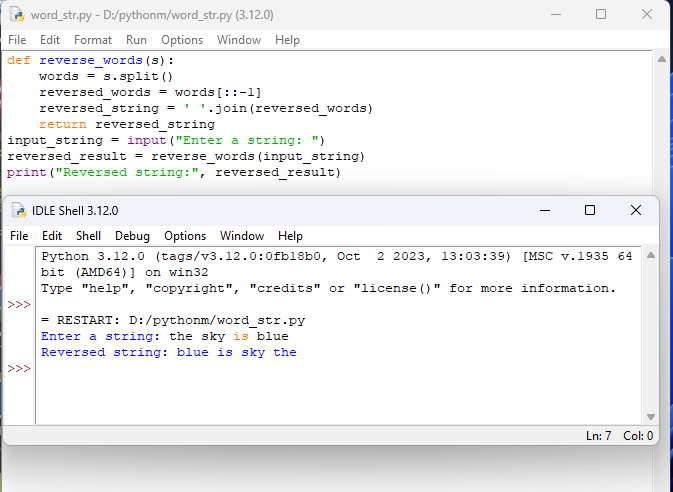 word_str.py - D:/pythonm/word_str.py (3.12.0)
File Edit Format Run Options Window Help
def reverse_words(s):
    words = s.split()
    reversed_words = words[::-1]
    reversed_string = ' '.join(reversed_words)
    return reversed_string
input_string = input("Enter a string: ")
reversed_result = reverse_words(input_string)
print("Reversed string:", reversed_result)
IDLE Shell 3.12.0
File Edit Shell Debug Options Window Help
Python 3.12.0 (tags/v3.12.0:0fb18b0, Oct  2 2023, 13:03:39) [MSC v.1935 64
bit (AMD64)] on win32
Type "help", "copyright", "credits" or "license()" for more information.
>>>
= RESTART: D:/pythonm/word_str.py
Enter a string: the sky is blue
Reversed string: blue is sky the
>>>
Ln: 7 Col: 0